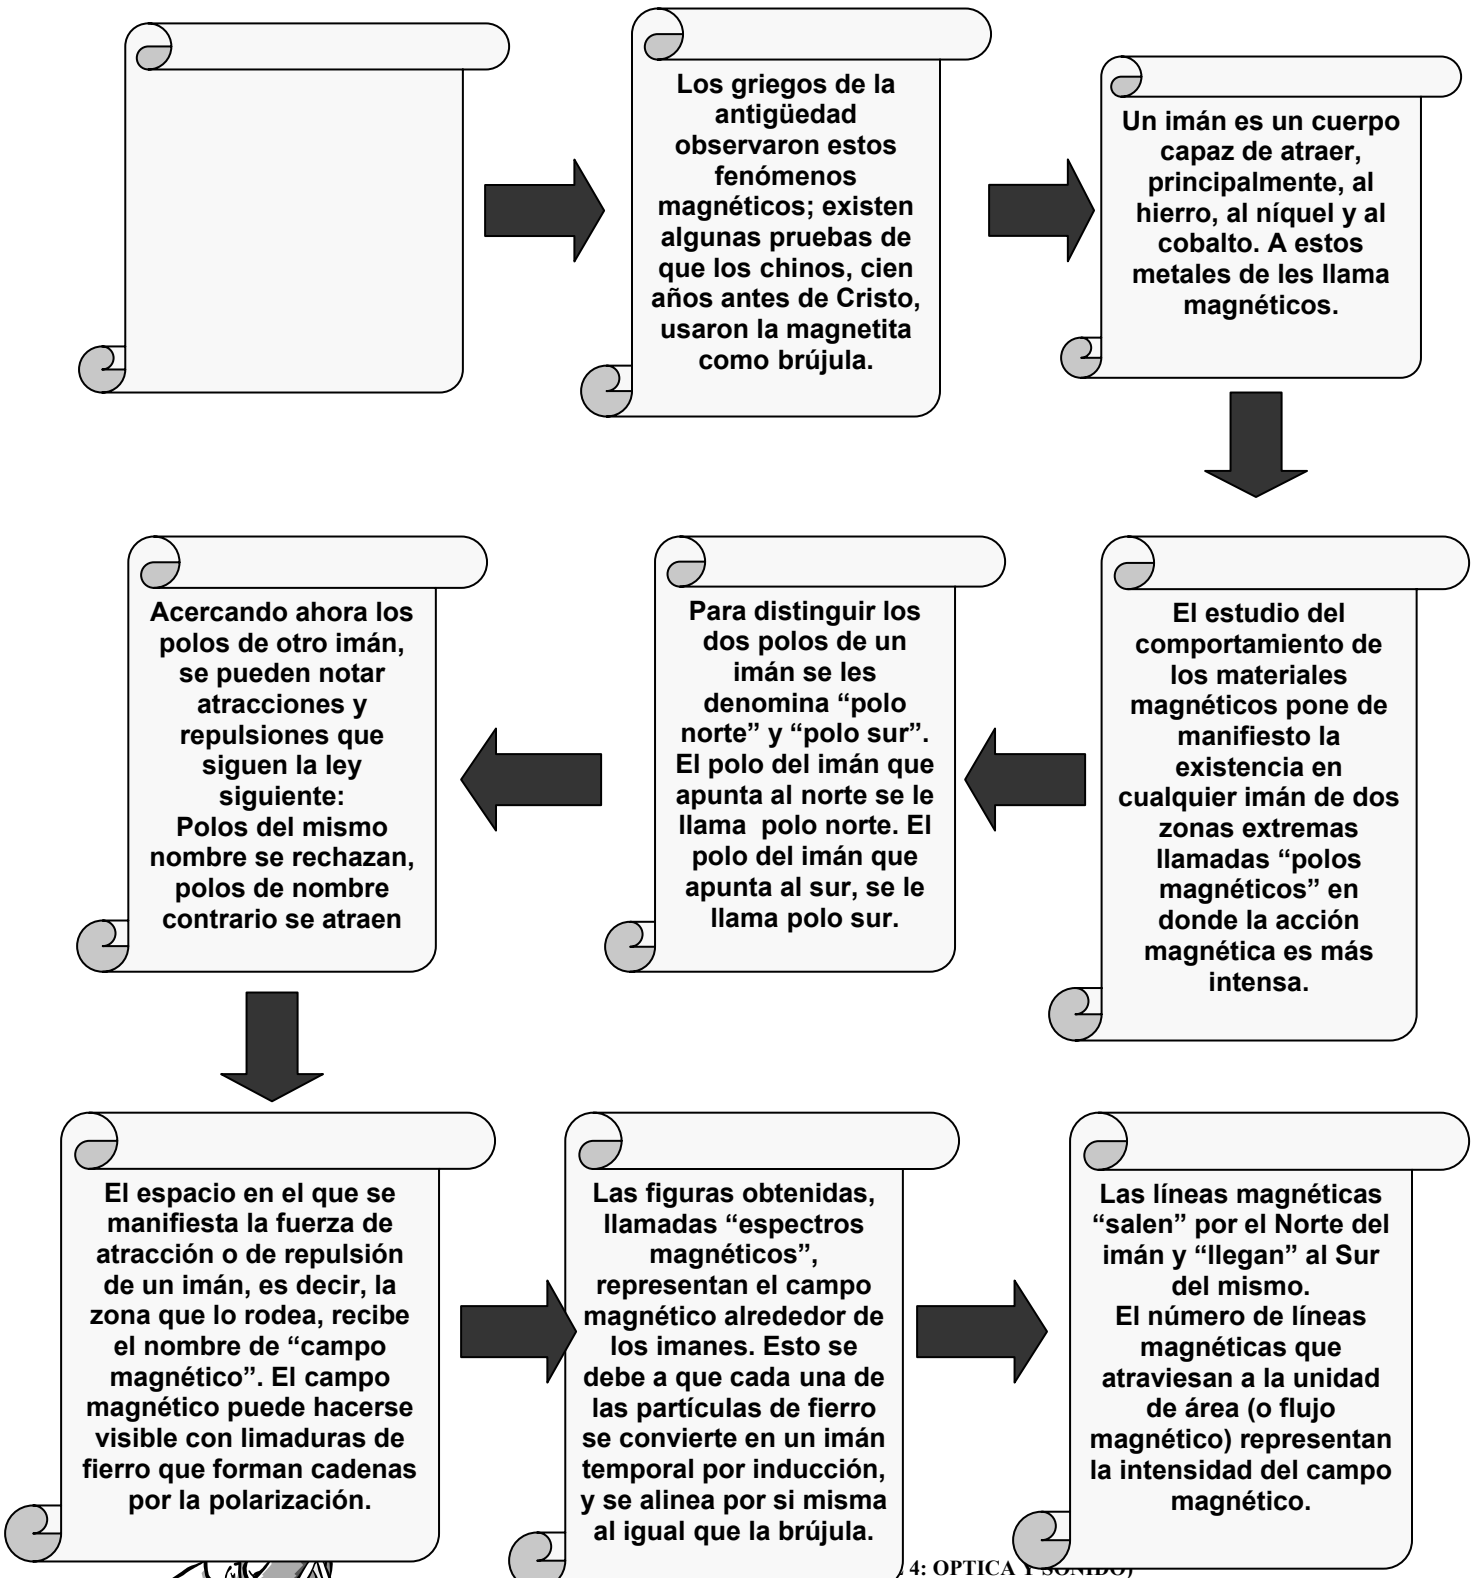 Los griegos de la
antigüedad
observaron estos
fenómenos
magnéticos; existen
algunas pruebas de
que los chinos, cien
años antes de Cristo,
usaron la magnetita
como brújula.
Un imán es un cuerpo
capaz de atraer,
principalmente, al
hierro, al níquel y al
cobalto. A estos
metales de les llama
magnéticos.
El estudio del
comportamiento de
los materiales
magnéticos pone de
manifiesto la
existencia en
cualquier imán de dos
zonas extremas
llamadas “polos
magnéticos” en
donde la acción
magnética es más
intensa.
Para distinguir los
dos polos de un
imán se les
denomina “polo
norte” y “polo sur”.
El polo del imán que
apunta al norte se le
llama  polo norte. El
polo del imán que
apunta al sur, se le
llama polo sur.
Acercando ahora los
polos de otro imán,
se pueden notar
atracciones y
repulsiones que
siguen la ley
siguiente:
Polos del mismo
nombre se rechazan,
polos de nombre
contrario se atraen
El espacio en el que se
manifiesta la fuerza de
atracción o de repulsión
de un imán, es decir, la
zona que lo rodea, recibe
el nombre de “campo
magnético”. El campo
magnético puede hacerse
visible con limaduras de
fierro que forman cadenas
por la polarización.
Las figuras obtenidas,
llamadas “espectros
magnéticos”,
representan el campo
magnético alrededor de
los imanes. Esto se
debe a que cada una de
las partículas de fierro
se convierte en un imán
temporal por inducción,
y se alinea por si misma
al igual que la brújula.
Las líneas magnéticas
“salen” por el Norte del
imán y “llegan” al Sur
del mismo.
El número de líneas
magnéticas que
atraviesan a la unidad
de área (o flujo
magnético) representan
la intensidad del campo
magnético.
4: OPTICA Y SONIDO)